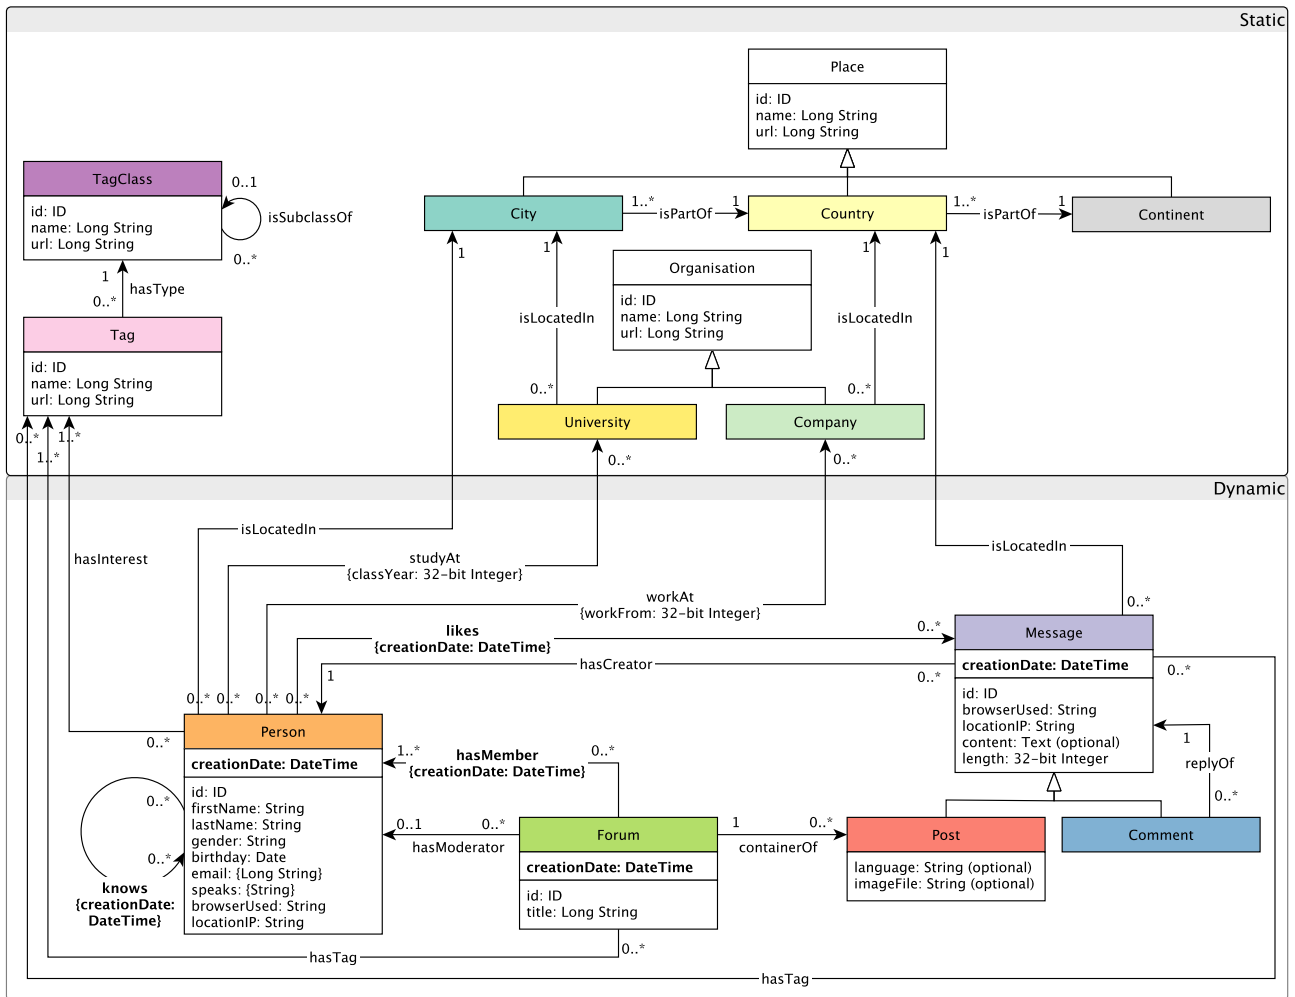 Static
Place
id: ID
name: Long String
url: Long String
TagClass
id: ID
name: Long String
url: Long String
0..1
isSubclassOf
0..*
City
1..*
isPartOf
1
Country
1..*
isPartOf
1
Continent
1
1
1
1
Organisation
id: ID
name: Long String
url: Long String
1
hasType
0..*
isLocatedIn
isLocatedIn
Tag
id: ID
name: Long String
url: Long String
0..*
0..*
University
Company
0..*
1..*
1..*
0..*
0..*
Dynamic
isLocatedIn
hasInterest
studyAt
{classYear: 32-bit Integer}
isLocatedIn
workAt
{workFrom: 32-bit Integer}
0..*
likes
{creationDate: DateTime}
0..*
Message
creationDate: DateTime
id: ID
browserUsed: String
locationIP: String
content: Text (optional)
length: 32-bit Integer
hasCreator
0..*
0..*
1
0..*
0..*
0..*
0..*
Person
creationDate: DateTime
id: ID
firstName: String
lastName: String
gender: String
birthday: Date
email: {Long String}
speaks: {String}
browserUsed: String
locationIP: String
0..*
1..*
hasMember
{creationDate: DateTime}
0..*
1
replyOf
0..*
0..*
0..*
knows
{creationDate:
DateTime}
0..1
hasModerator
0..*
Forum
creationDate: DateTime
id: ID
title: Long String
1
containerOf
0..*
Post
language: String (optional)
imageFile: String (optional)
Comment
0..*
hasTag
hasTag